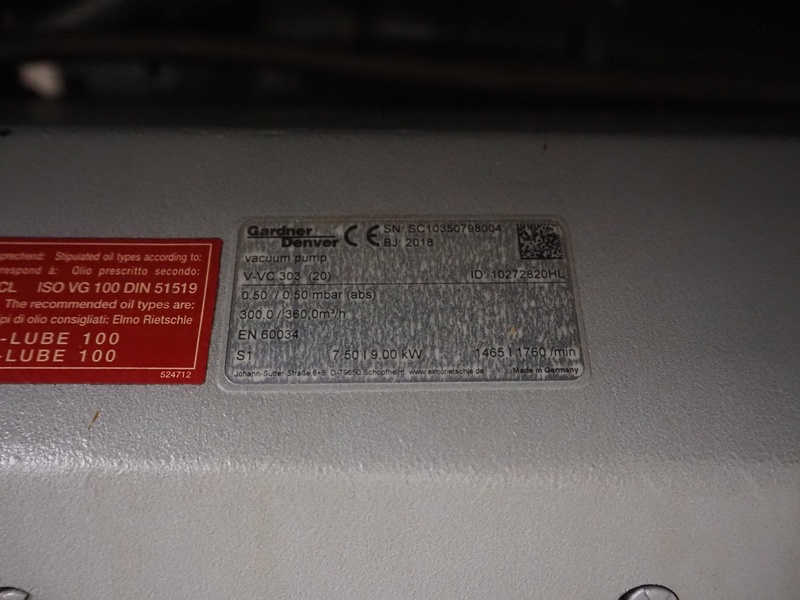 sprechend: Stipulated oil types according to:
respond à: Olio prescritto secondo:
CL ISO VG 100 DIN 51519
The recommended oil types are:
pi di olio consigliati: Elmo Rietschle
-LUBE 100
-LUBE 100
524712
Gardner Denver CE SN: SC10350798004
BJ: 2018
vacuum pump
V-VC 303 (20) ID: 10272820HL
0.50 / 0,50 mbar (abs)
300,0 / 360,0m³/h
EN 60034
S1 7,50 | 9,00 kW 1465 | 1760 /min
Johann-Sutter-Straße 6+8 D-79650 Schopfheim www.elmorietschle.de Made in Germany